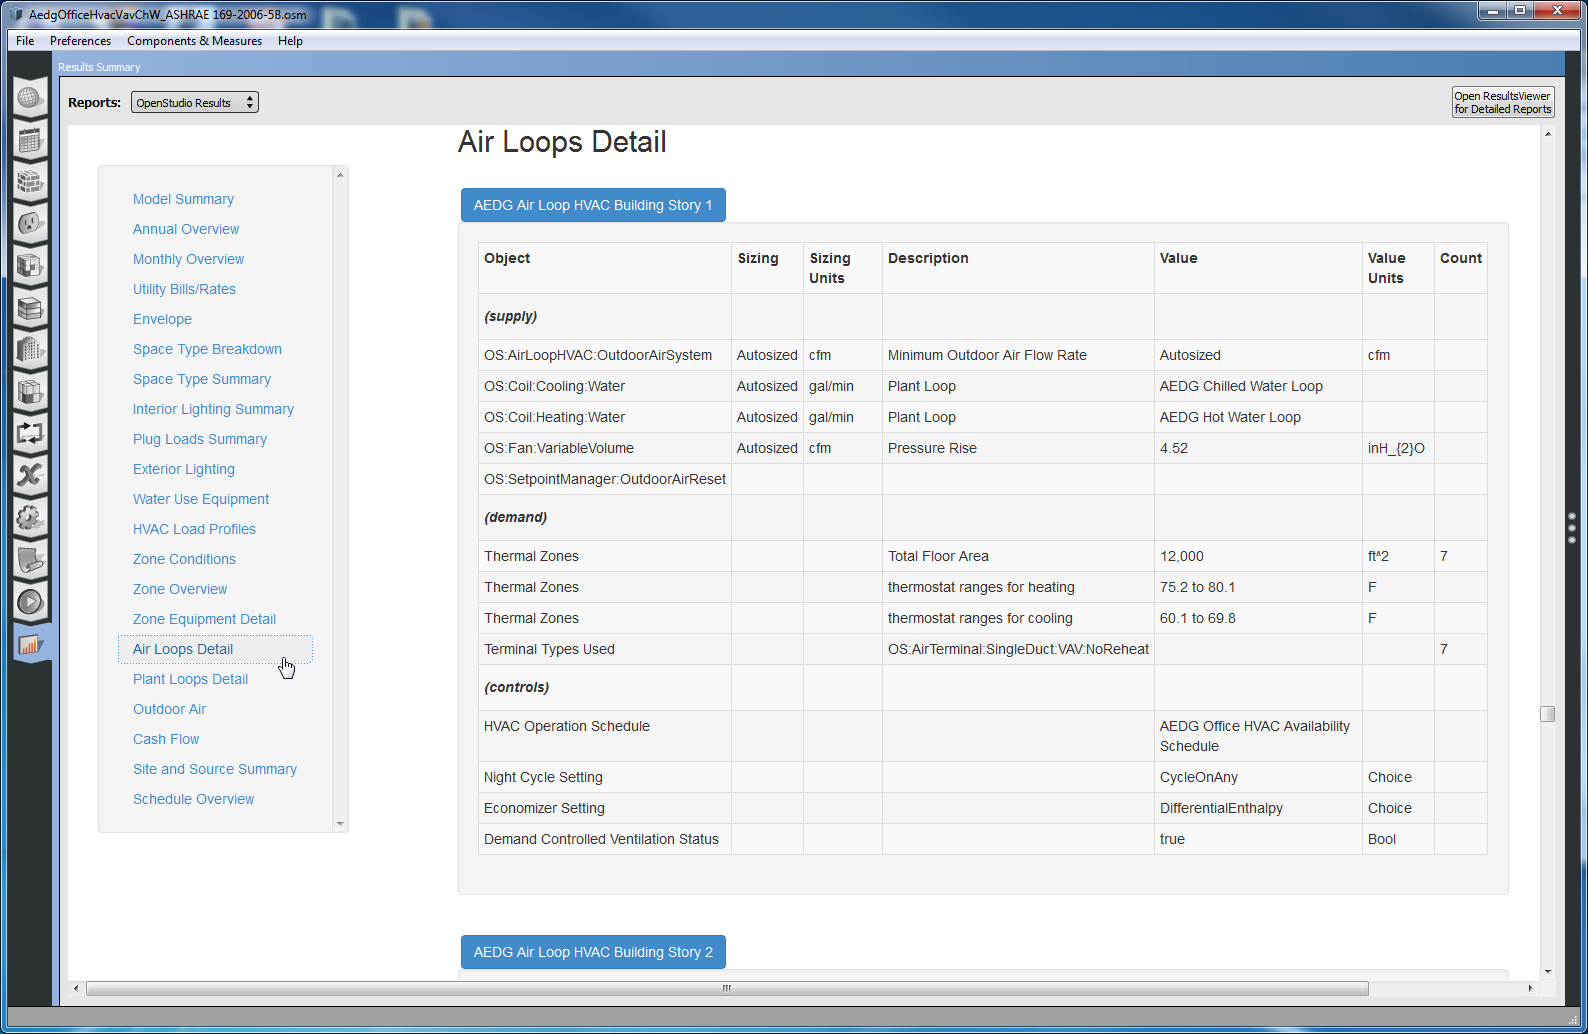 AedgOfficeHvacVavChW_ASHRAE 169-2006-5B.osm
File Preferences Components & Measures Help
Results Summary
Reports: OpenStudio Results
Open ResultsViewer
for Detailed Reports
Model Summary
Annual Overview
Monthly Overview
Utility Bills/Rates
Envelope
Space Type Breakdown
Space Type Summary
Interior Lighting Summary
Plug Loads Summary
Exterior Lighting
Water Use Equipment
HVAC Load Profiles
Zone Conditions
Zone Overview
Zone Equipment Detail
Air Loops Detail
Plant Loops Detail
Outdoor Air
Cash Flow
Site and Source Summary
Schedule Overview
Air Loops Detail
AEDG Air Loop HVAC Building Story 1
Object Sizing Sizing Units Description Value Value Units Count
(supply)
OS:AirLoopHVAC:OutdoorAirSystem Autosized cfm Minimum Outdoor Air Flow Rate Autosized cfm
OS:Coil:Cooling:Water Autosized gal/min Plant Loop AEDG Chilled Water Loop
OS:Coil:Heating:Water Autosized gal/min Plant Loop AEDG Hot Water Loop
OS:Fan:VariableVolume Autosized cfm Pressure Rise 4.52 inH_{2}O
OS:SetpointManager:OutdoorAirReset
(demand)
Thermal Zones Total Floor Area 12,000 ft^2 7
Thermal Zones thermostat ranges for heating 75.2 to 80.1 F
Thermal Zones thermostat ranges for cooling 60.1 to 69.8 F
Terminal Types Used OS:AirTerminal:SingleDuct:VAV:NoReheat 7
(controls)
HVAC Operation Schedule AEDG Office HVAC Availability Schedule
Night Cycle Setting CycleOnAny Choice
Economizer Setting DifferentialEnthalpy Choice
Demand Controlled Ventilation Status true Bool
AEDG Air Loop HVAC Building Story 2